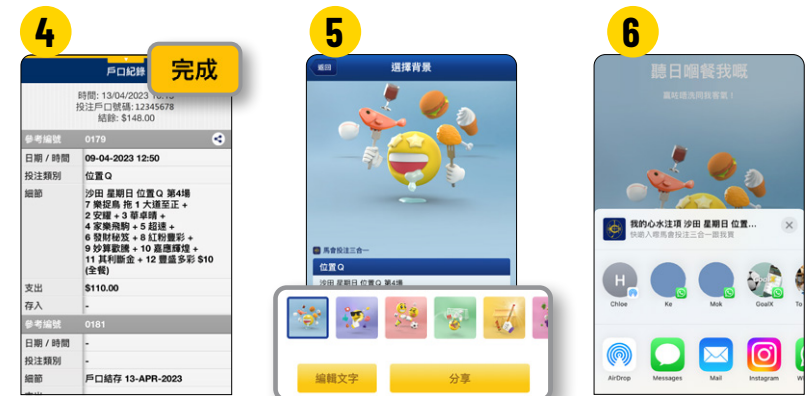 4
完成
戶口紀錄
時間: 13/04/2023
投注戶口號碼: 12345678
結餘: $148.00
參考編號 0179
日期 / 時間 09-04-2023 12:50
投注類別 位置Q
細節 沙田 星期日 位置Q 第4場
7 樂捉鳥 拖 1 大道至正 +
2 安耀 + 3 華卓晴 +
4 家樂飛駒 + 5 超速 +
6 發財秘笈 + 8 紅粉豐彩 +
9 妙算歡騰 + 10 嘉應輝煌 +
11 其利斷金 + 12 豐盛多彩 $10
(全餐)
支出 $110.00
存入 -
參考編號 0181
日期 / 時間 -
投注類別 -
細節 戶口結存 13-APR-2023
5
返回
選擇背景
馬會投注三合一
位置Q
沙田 星期日 位置Q 第4場
編輯文字
分享
6
聽日嗰餐我嘅
我的心水注項 沙田 星期日 位置...
快啲入嚟馬會投注三合一跟我買
H
Chloe
Ke
Mok
GoalX
AirDrop
Messages
Mail
Instagram